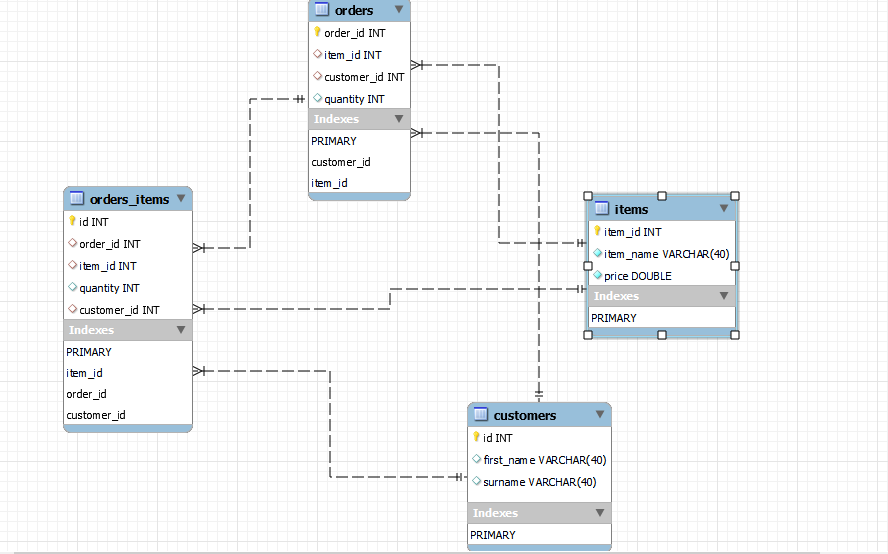 orders
order_id INT
item_id INT
customer_id INT
quantity INT
Indexes
PRIMARY
customer_id
item_id
orders_items
id INT
order_id INT
item_id INT
quantity INT
customer_id INT
Indexes
PRIMARY
item_id
order_id
customer_id
items
item_id INT
item_name VARCHAR(40)
price DOUBLE
Indexes
PRIMARY
customers
id INT
first_name VARCHAR(40)
surname VARCHAR(40)
Indexes
PRIMARY